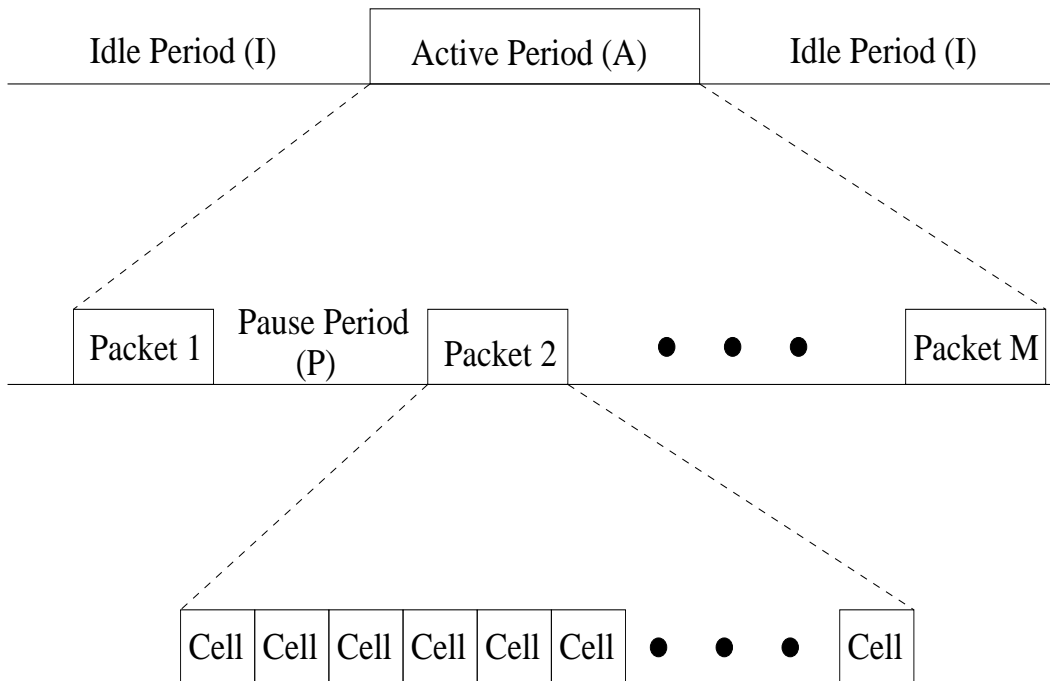 Idle Period (I)
Active Period (A)
Idle Period (I)
Packet 1
Pause Period
(P)
Packet 2
Packet M
Cell
Cell
Cell
Cell
Cell
Cell
Cell